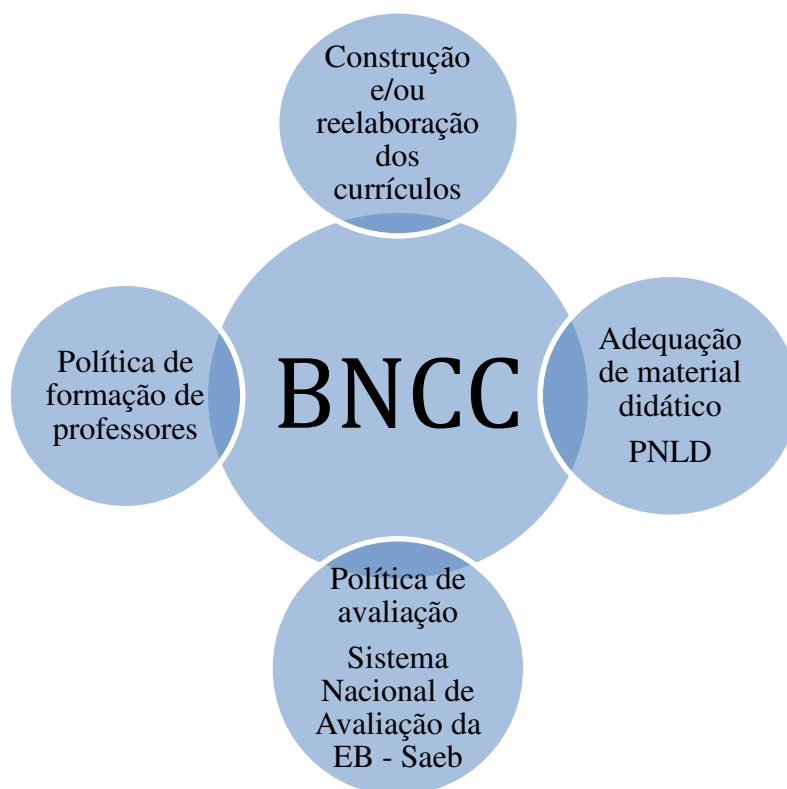 Construção
e/ou
reelaboração
dos
currículos
Política de
formação de
professores
BNCC
Adequação
de material
didático
PNLD
Política de
avaliação
Sistema
Nacional de
Avaliação da
EB - Saeb